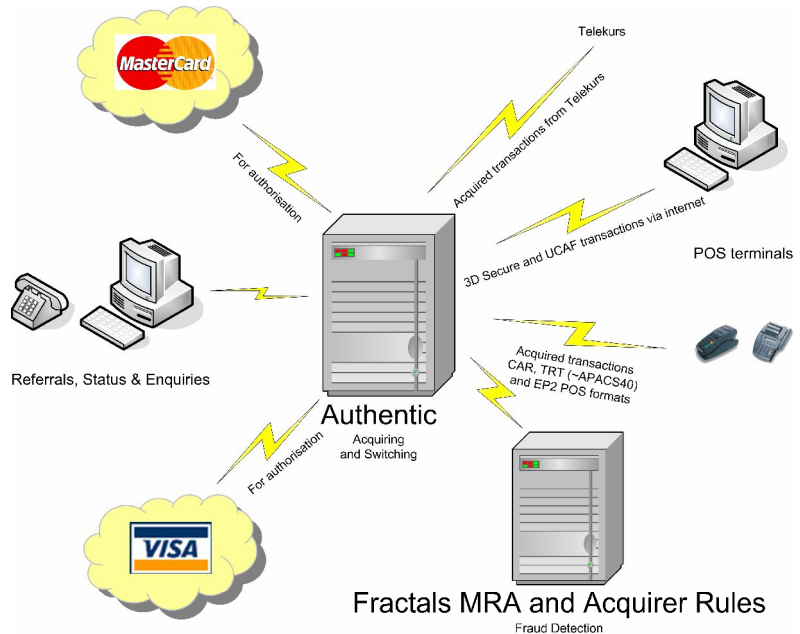 MasterCard
Telekurs
Acquired transactions from Telekurs
For authorisation
3D Secure and UCAF transactions via internet
POS terminals
Referrals, Status & Enquiries
Acquired transactions
CAR, TRT (~APACS40)
and EP2 POS formats
Authentic
Acquiring
and Switching
For authorisation
VISA
Fractals MRA and Acquirer Rules
Fraud Detection